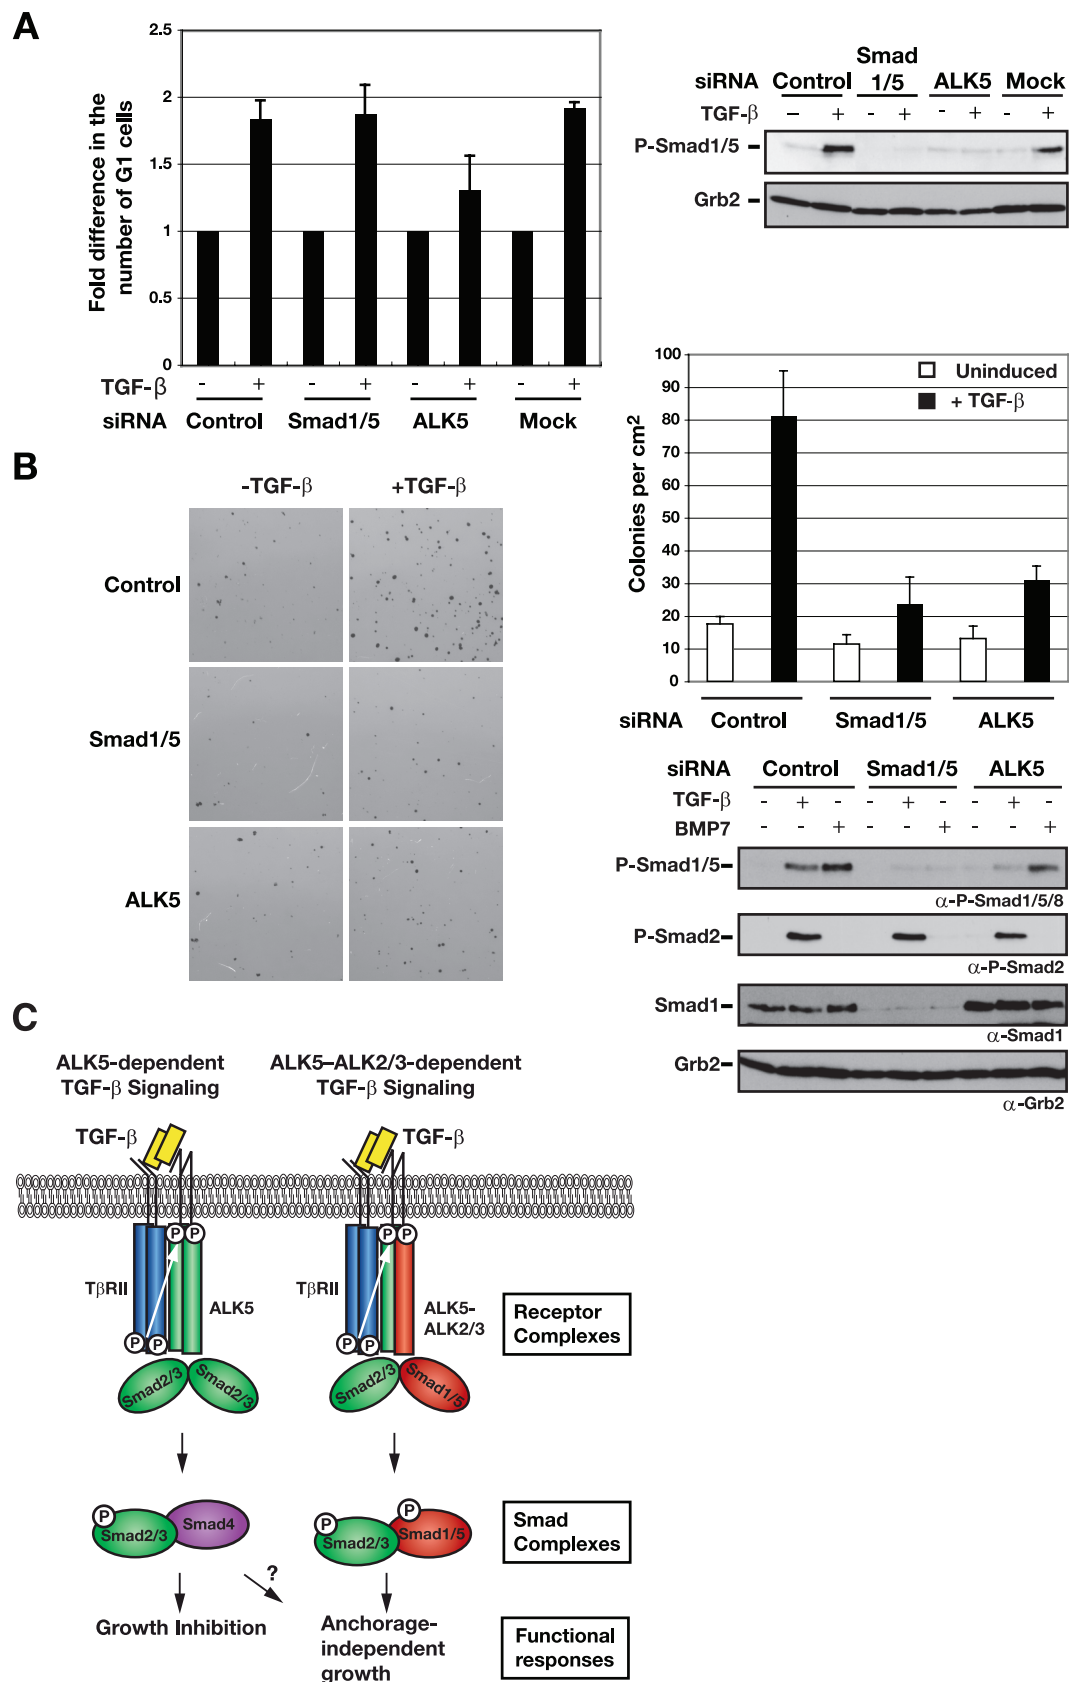 A
Fold difference in the
number of G1 cells
2.5
2
1.5
1
0.5
0
TGF-β - + - + - + - +
siRNA Control Smad1/5 ALK5 Mock
Smad
siRNA Control 1/5 ALK5 Mock
TGF-β – + - + - + - +
P-Smad1/5
Grb2
B
-TGF-β +TGF-β
Control
Smad1/5
ALK5
Colonies per cm2
100
90
80
70
60
50
40
30
20
10
0
Uninduced
+ TGF-β
siRNA Control Smad1/5 ALK5
siRNA Control Smad1/5 ALK5
TGF-β - + - - + - - + -
BMP7 - - + - - + - - +
P-Smad1/5
α-P-Smad1/5/8
P-Smad2
α-P-Smad2
Smad1
α-Smad1
Grb2
α-Grb2
C
ALK5-dependent
TGF-β Signaling
ALK5–ALK2/3-dependent
TGF-β Signaling
TGF-β
TGF-β
P P
P P
TβRII
ALK5
TβRII
ALK5-
ALK2/3
P P
P P
Receptor
Complexes
Smad2/3 Smad2/3
Smad2/3 Smad1/5
P
Smad2/3 Smad4
P P
Smad2/3 Smad1/5
Smad
Complexes
?
Growth Inhibition
Anchorage-
independent
growth
Functional
responses